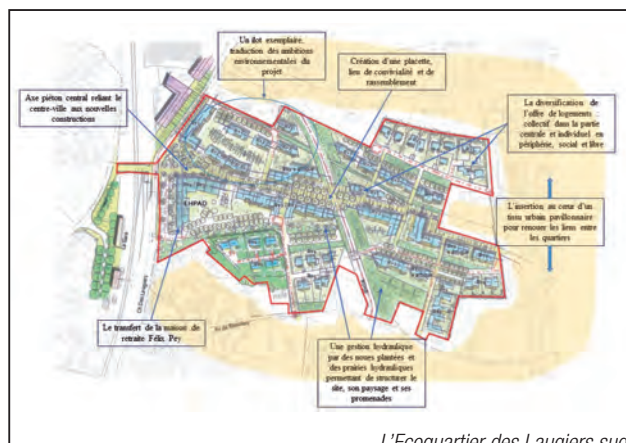 Un îlot exemplaire,
traduction des ambitions
environnementales du
projet
Création d'une placette,
lieu de convivialité et de
rassemblement
Axe piéton central reliant le
centre-ville aux nouvelles
constructions
La diversification de
l'offre de logements :
collectif dans la partie
centrale et individuel en
périphérie, social et libre
EHPAD
L'insertion au cœur d'un
tissu urbain pavillonnaire
pour renouer les liens entre
les quartiers
Le transfert de la maison de
retraite Félix Pey
Une gestion hydraulique
par des noues plantées et
des prairies hydrauliques
permettant de structurer le
site, son paysage et ses
promenades
L'Ecoquartier des Laugiers sud